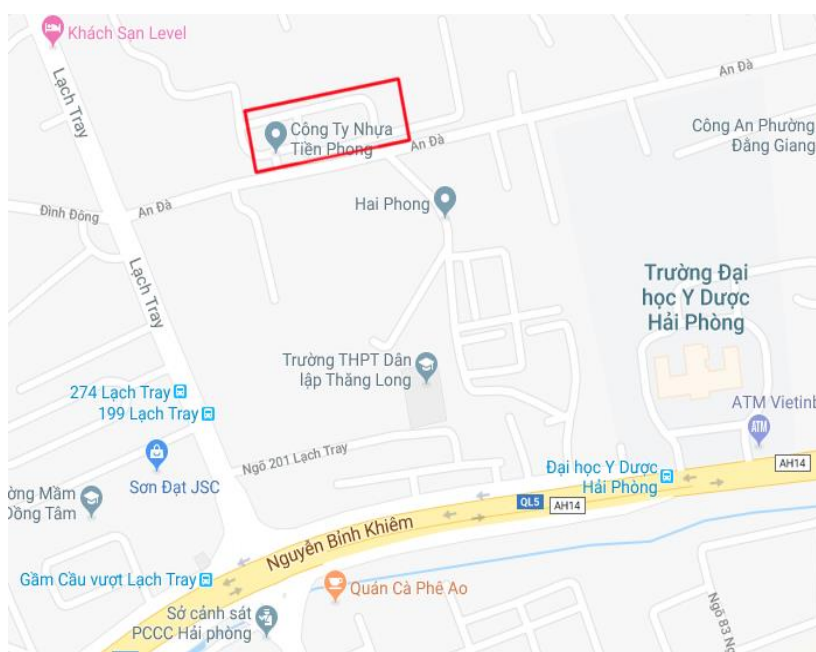 Khách Sạn Level
Lạch Tray
An Đà
Công Ty Nhựa
Tiền Phong
An Đà
Công An Phường
Đằng Giang
Đình Đông
An Đà
Hai Phong
Lạch Tray
Trường Đại
học Y Dược
Hải Phòng
Trường THPT Dân
lập Thăng Long
274 Lạch Tray
199 Lạch Tray
ATM Vietinb
ATM
Ngõ 201 Lạch Tray
Sơn Đạt JSC
Đại học Y Dược
Hải Phòng
AH14
ờng Mầm
Đồng Tâm
QL5
AH14
Nguyễn Bỉnh Khiêm
Gầm Cầu vượt Lạch Tray
Quán Cà Phê Ao
Sở cảnh sát
PCCC Hải phòng
Ngõ 83 Ng